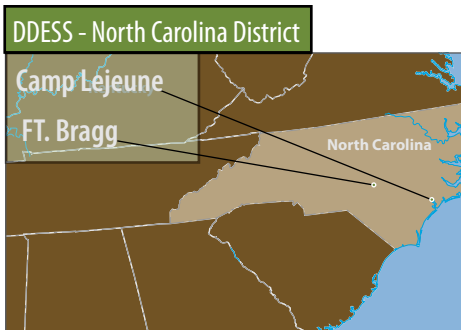 DDESS - North Carolina District
Camp Lejeune
FT. Bragg
North Carolina